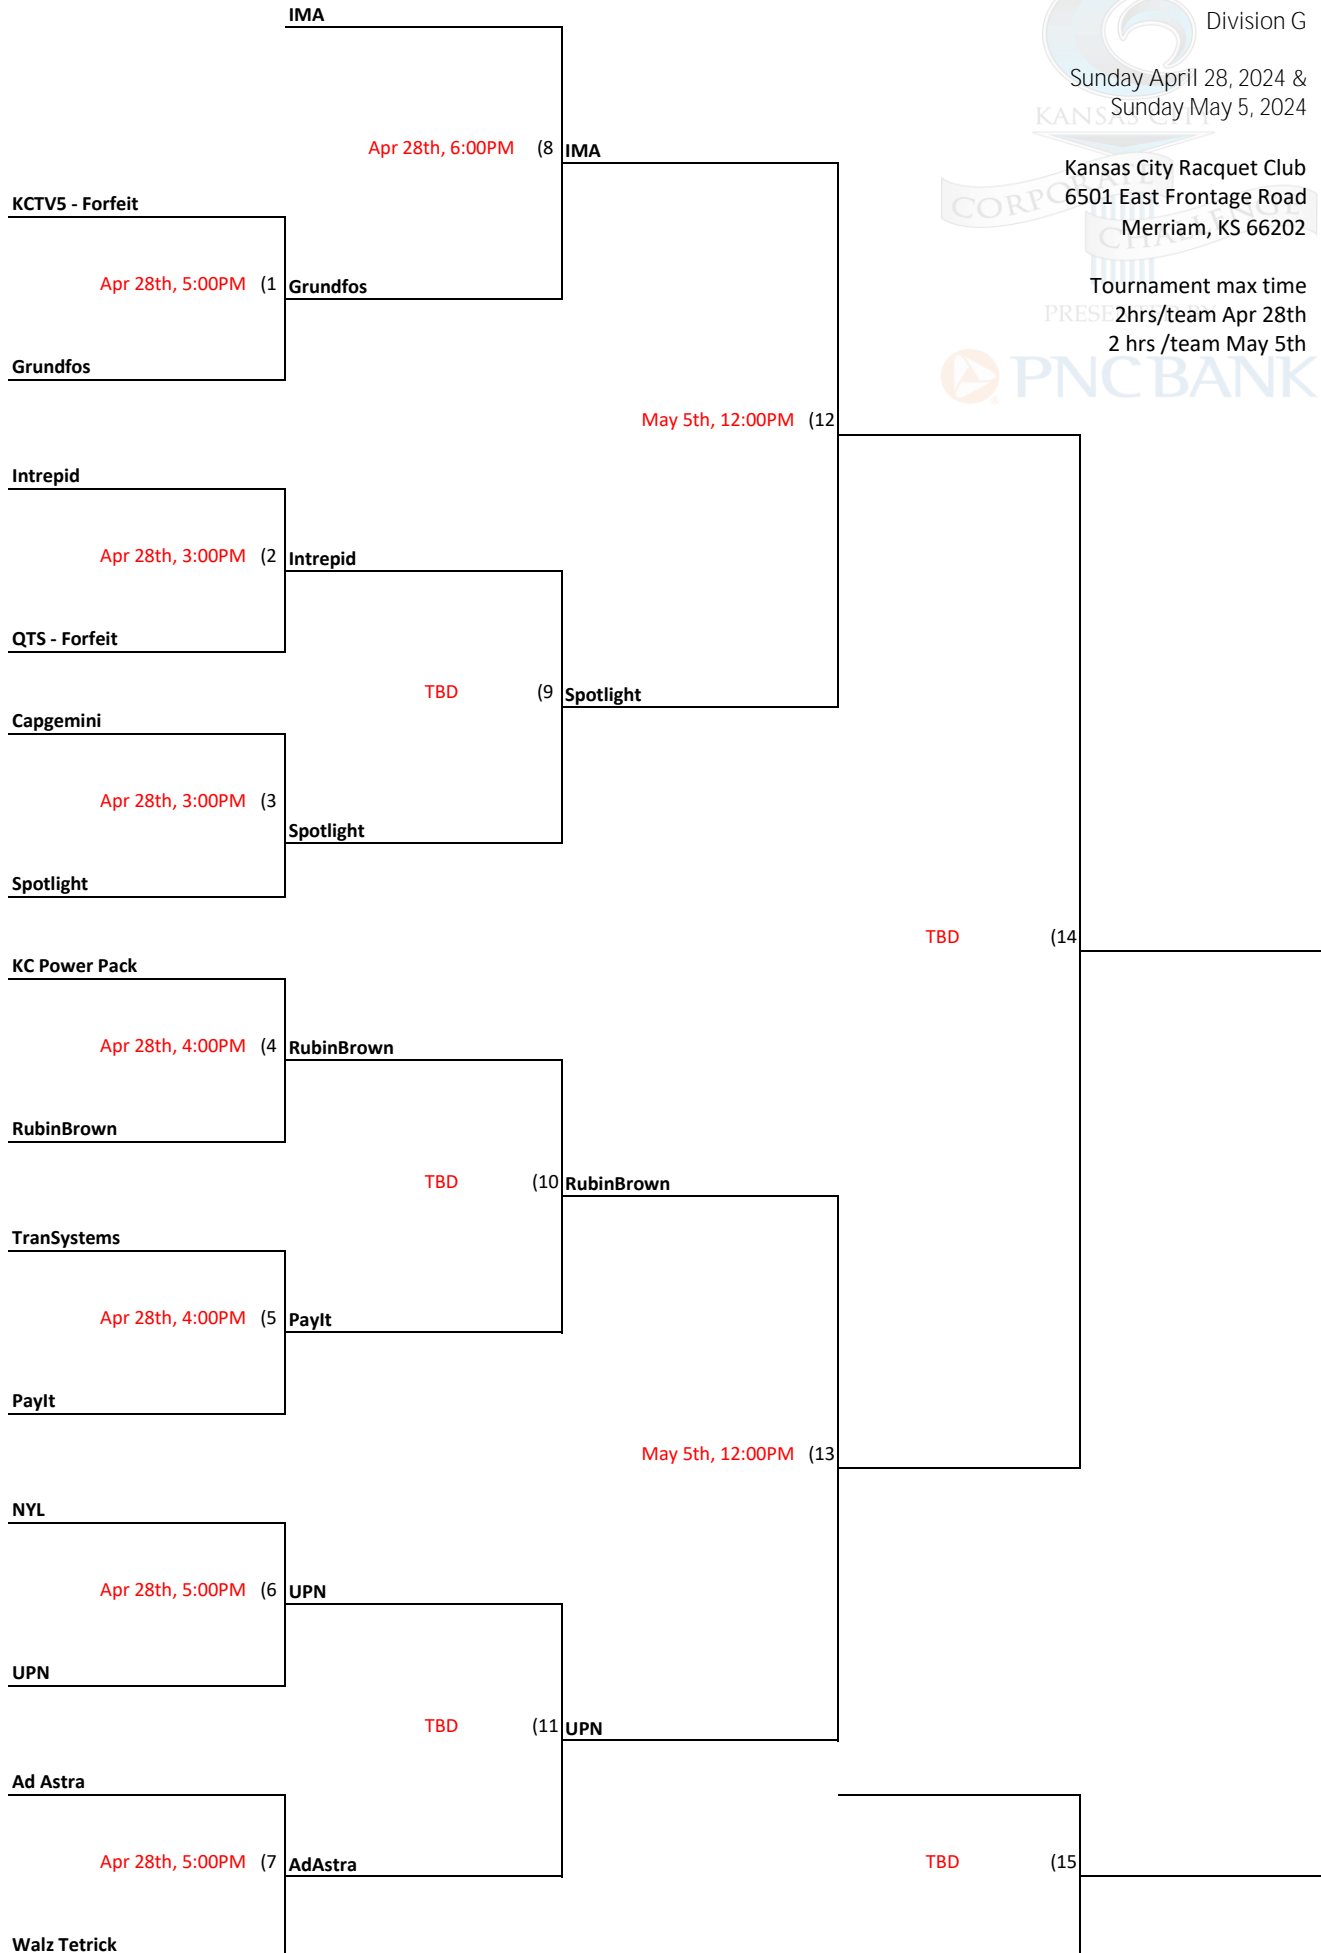 IMA
Division G
Sunday April 28, 2024 &
Sunday May 5, 2024
KANSAS CITY
Apr 28th, 6:00PM (8 IMA
Kansas City Racquet Club
KCTV5 - Forfeit
CORPORATE
6501 East Frontage Road
CHALLENGE
Merriam, KS 66202
Apr 28th, 5:00PM (1 Grundfos
Tournament max time
PRESENTED BY
2hrs/team Apr 28th
2 hrs /team May 5th
Grundfos
PNC BANK
May 5th, 12:00PM (12
Intrepid
Apr 28th, 3:00PM (2 Intrepid
QTS - Forfeit
TBD (9 Spotlight
Capgemini
Apr 28th, 3:00PM (3
Spotlight
Spotlight
TBD (14
KC Power Pack
Apr 28th, 4:00PM (4 RubinBrown
RubinBrown
TBD (10 RubinBrown
TranSystems
Apr 28th, 4:00PM (5 PayIt
PayIt
May 5th, 12:00PM (13
NYL
Apr 28th, 5:00PM (6 UPN
UPN
TBD (11 UPN
Ad Astra
Apr 28th, 5:00PM (7 AdAstra
TBD (15
Walz Tetrick